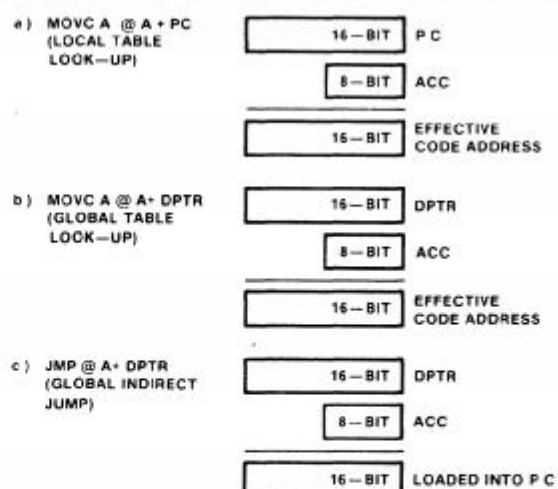 a) MOVC A @ A + PC
(LOCAL TABLE
LOOK—UP)
16—BIT PC
8—BIT ACC
16—BIT EFFECTIVE
CODE ADDRESS
b) MOVC A @ A+ DPTR
(GLOBAL TABLE
LOOK—UP)
16—BIT DPTR
8—BIT ACC
16—BIT EFFECTIVE
CODE ADDRESS
c) JMP @ A+ DPTR
(GLOBAL INDIRECT
JUMP)
16—BIT DPTR
8—BIT ACC
16—BIT LOADED INTO PC